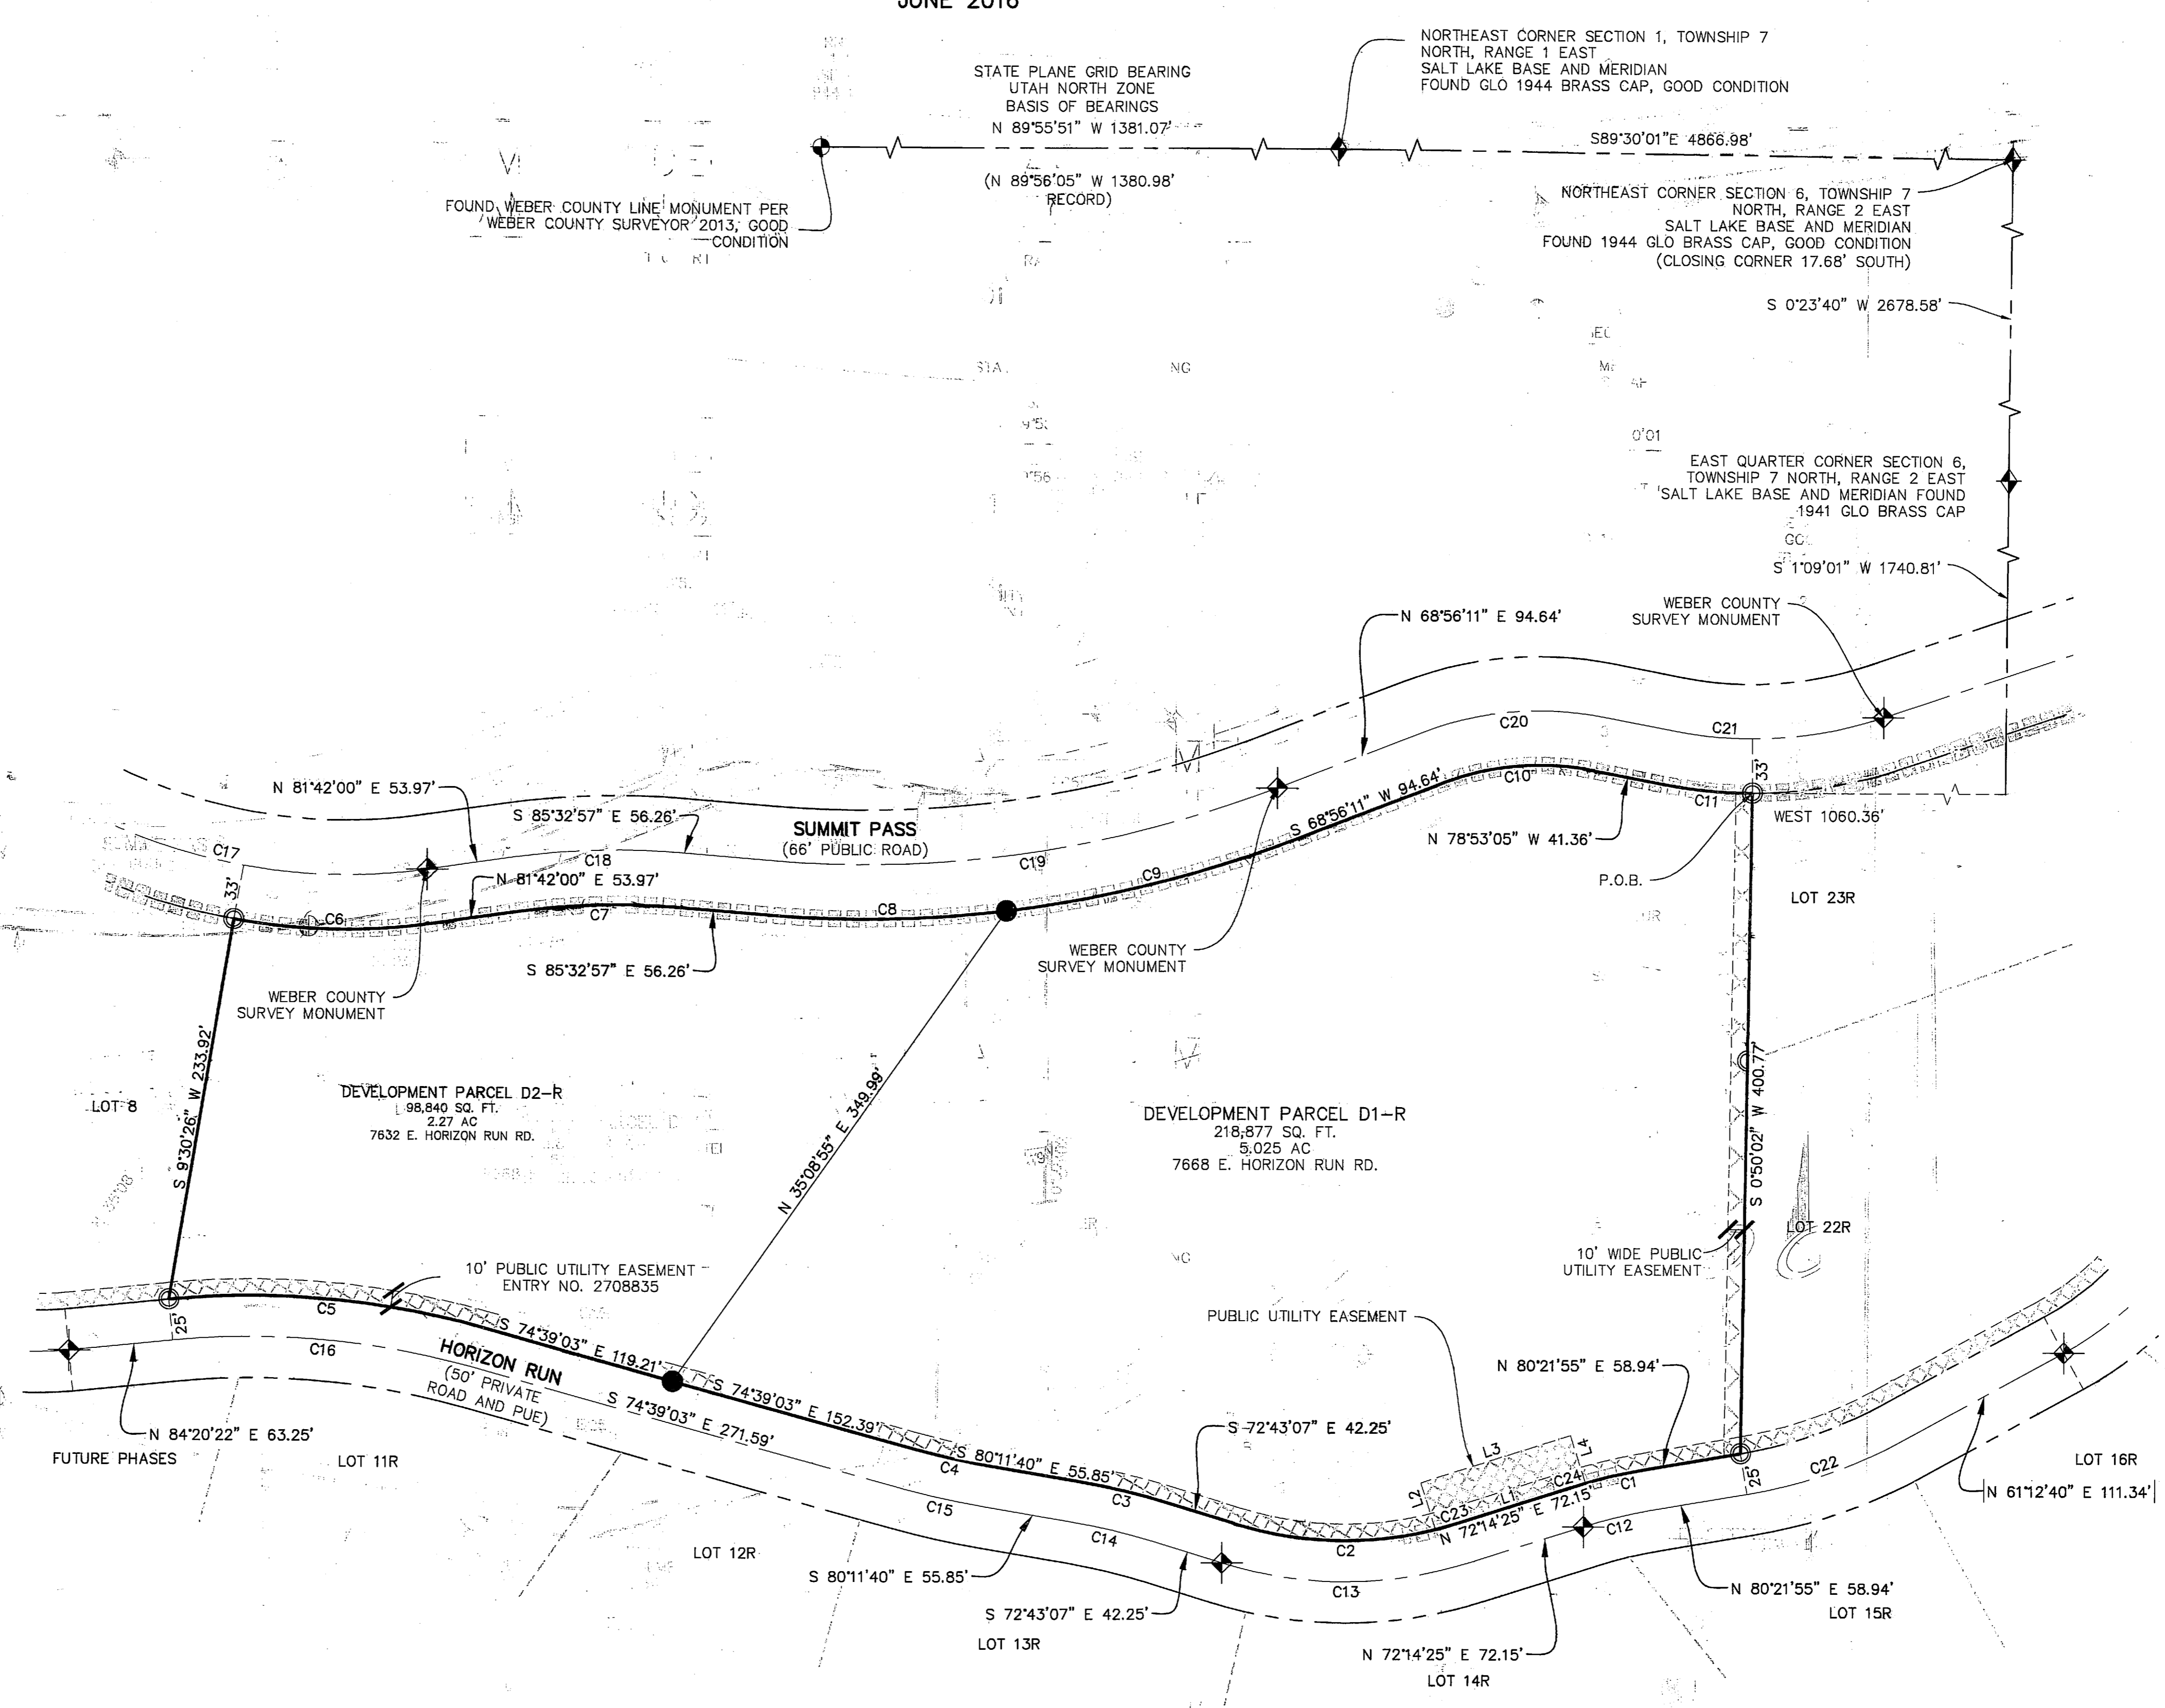 JUNE 2016
NORTHEAST CORNER SECTION 1, TOWNSHIP 7
NORTH, RANGE 1 EAST
SALT LAKE BASE AND MERIDIAN
FOUND GLO 1944 BRASS CAP, GOOD CONDITION
STATE PLANE GRID BEARING
UTAH NORTH ZONE
BASIS OF BEARINGS
N 89°55'51" W 1381.07'
(N 89°56'05" W 1380.98'
RECORD)
S89°30'01"E 4866.98'
FOUND WEBER COUNTY LINE MONUMENT PER
WEBER COUNTY SURVEYOR 2013, GOOD
CONDITION
NORTHEAST CORNER SECTION 6, TOWNSHIP 7
NORTH, RANGE 2 EAST
SALT LAKE BASE AND MERIDIAN
FOUND 1944 GLO BRASS CAP, GOOD CONDITION
(CLOSING CORNER 17.68' SOUTH)
S 0°23'40" W 2678.58'
EAST QUARTER CORNER SECTION 6,
TOWNSHIP 7 NORTH, RANGE 2 EAST
SALT LAKE BASE AND MERIDIAN FOUND
1941 GLO BRASS CAP
S 1°09'01" W 1740.81'
WEBER COUNTY
SURVEY MONUMENT
N 68°56'11" E 94.64'
C20
C21
33'
N 81°42'00" E 53.97'
S 85°32'57" E 56.26'
SUMMIT PASS
(66' PUBLIC ROAD)
C17
C18
C19
33'
N 81°42'00" E 53.97'
C6
C7
C8
C9
S 68°56'11" W 94.64'
C10
C11
N 78°53'05" W 41.36'
WEST 1060.36'
P.O.B.
LOT 23R
S 85°32'57" E 56.26'
WEBER COUNTY
SURVEY MONUMENT
WEBER COUNTY
SURVEY MONUMENT
S 9°30'26" W 233.92'
LOT 8
DEVELOPMENT PARCEL D2-R
98,840 SQ. FT.
2.27 AC
7632 E. HORIZON RUN RD.
N 35°08'55" E 349.99'
DEVELOPMENT PARCEL D1-R
218,877 SQ. FT.
5.025 AC
7668 E. HORIZON RUN RD.
S 0°50'02" W 400.77'
LOT 22R
10' WIDE PUBLIC
UTILITY EASEMENT
10' PUBLIC UTILITY EASEMENT
ENTRY NO. 2708835
PUBLIC UTILITY EASEMENT
C5
25'
C16
HORIZON RUN
(50' PRIVATE
ROAD AND PUE)
S 74°39'03" E 119.21'
S 74°39'03" E 152.39'
S 74°39'03" E 271.59'
N 80°21'55" E 58.94'
S 72°43'07" E 42.25'
N 84°20'22" E 63.25'
FUTURE PHASES
LOT 11R
S 80°11'40" E 55.85'
C4
C3
C15
C14
L2
L3
L4
C23
L1
C24
C1
N 72°14'25" E 72.15'
C2
25'
C22
C12
LOT 16R
N 61°12'40" E 111.34'
LOT 12R
S 80°11'40" E 55.85'
C13
S 72°43'07" E 42.25'
N 80°21'55" E 58.94'
LOT 15R
LOT 13R
N 72°14'25" E 72.15'
LOT 14R